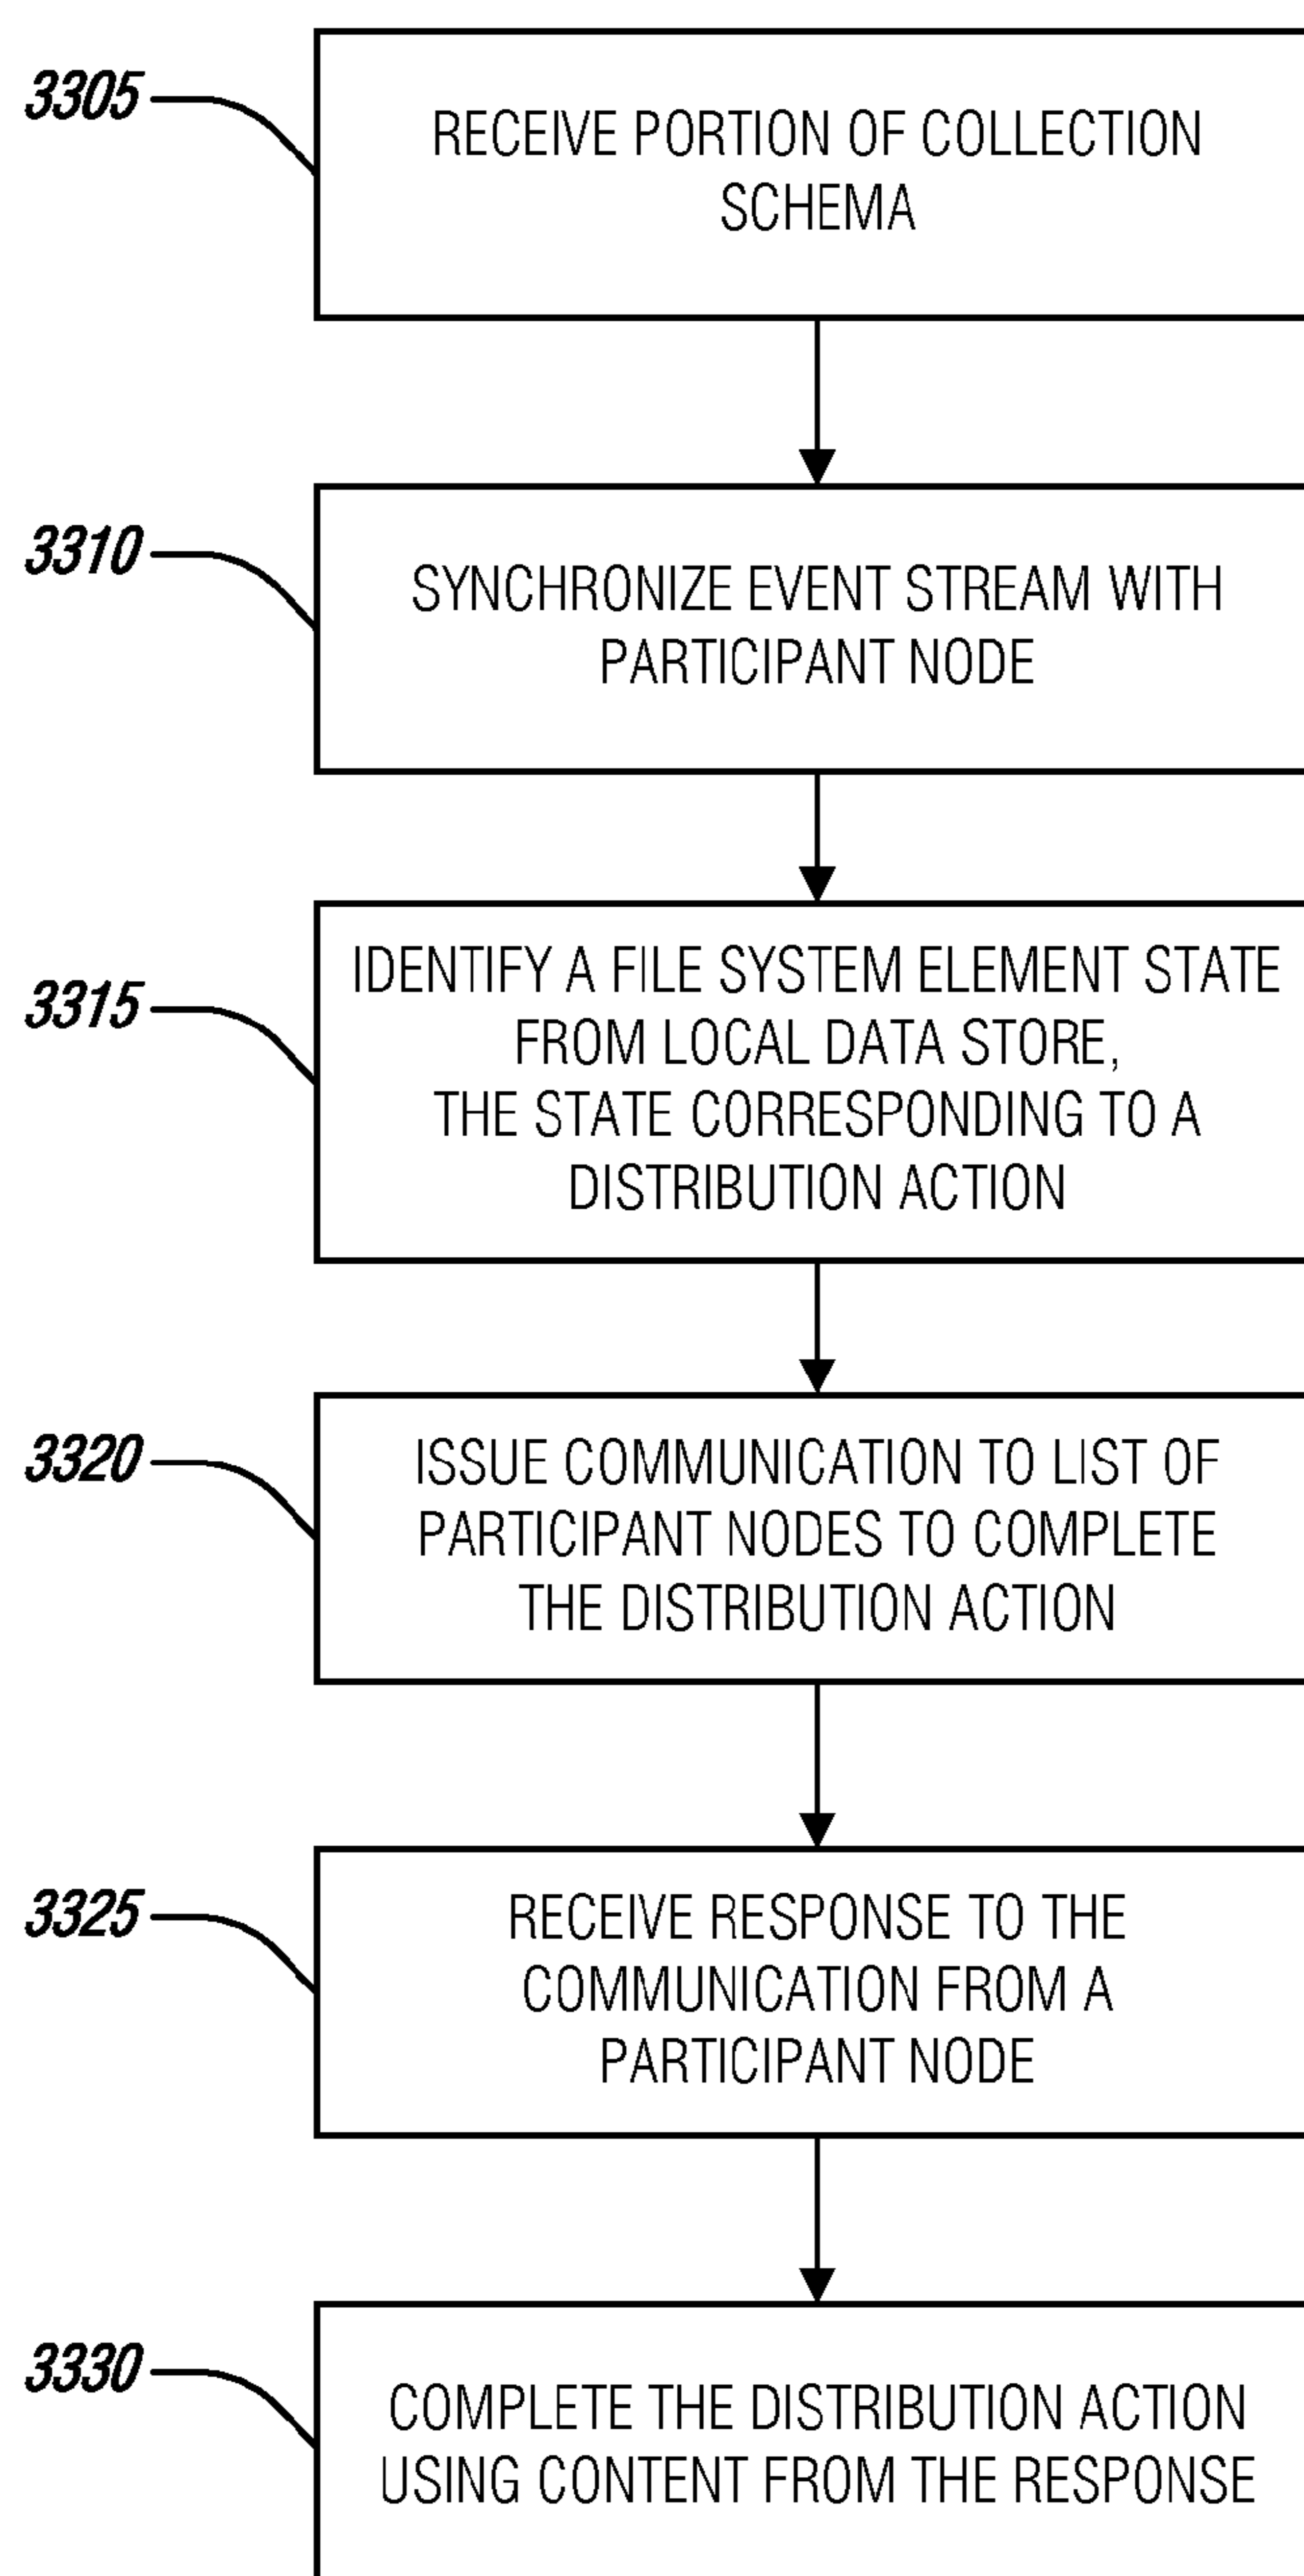 3305
RECEIVE PORTION OF COLLECTION
SCHEMA
3310
SYNCHRONIZE EVENT STREAM WITH
PARTICIPANT NODE
3315
IDENTIFY A FILE SYSTEM ELEMENT STATE
FROM LOCAL DATA STORE,
THE STATE CORRESPONDING TO A
DISTRIBUTION ACTION
3320
ISSUE COMMUNICATION TO LIST OF
PARTICIPANT NODES TO COMPLETE
THE DISTRIBUTION ACTION
3325
RECEIVE RESPONSE TO THE
COMMUNICATION FROM A
PARTICIPANT NODE
3330
COMPLETE THE DISTRIBUTION ACTION
USING CONTENT FROM THE RESPONSE